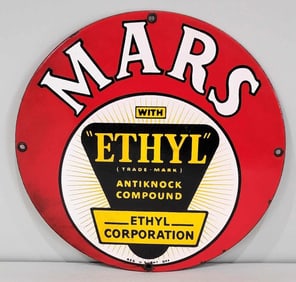 MARS
WITH
"ETHYL"
(TRADE-MARK)
ANTIKNOCK
COMPOUND
ETHYL
CORPORATION